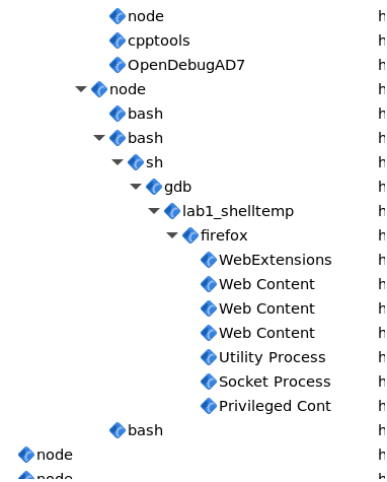 node
cpptools
OpenDebugAD7
node
bash
bash
sh
gdb
lab1_shelltemp
firefox
WebExtensions
Web Content
Web Content
Web Content
Utility Process
Socket Process
Privileged Cont
bash
node
node